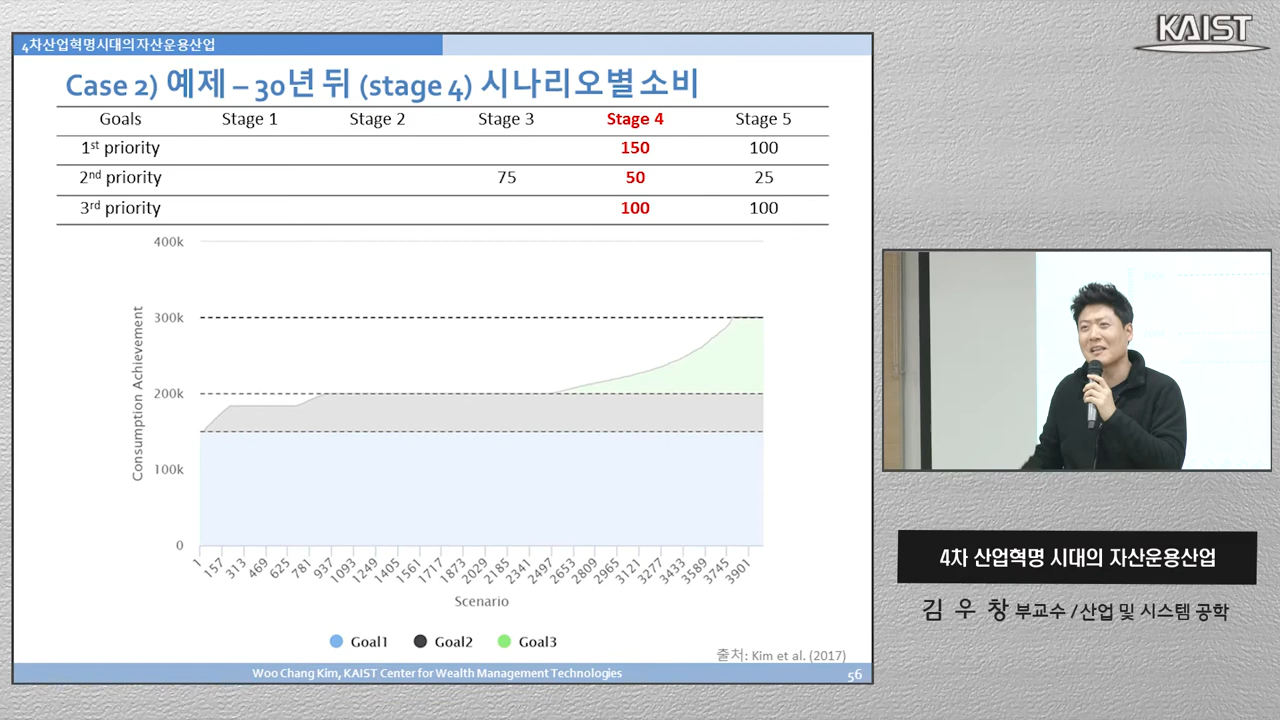 KAIST
4차산업혁명시대의자산운용산업
Case 2) 예제 – 30년 뒤 (stage 4) 시나리오별 소비
Goals Stage 1 Stage 2 Stage 3 Stage 4 Stage 5
1st priority 150 100
2nd priority 75 50 25
3rd priority 100 100
400k
300k
200k
100k
0
Consumption Achievement
1 157 313 469 625 781 937 1093 1249 1405 1561 1717 1873 2029 2185 2341 2497 2653 2809 2965 3121 3277 3433 3589 3745 3901
Scenario
Goal1 Goal2 Goal3
출처: Kim et al. (2017)
Woo Chang Kim, KAIST Center for Wealth Management Technologies 56
4차 산업혁명 시대의 자산운용산업
김 우 창 부교수 / 산업 및 시스템 공학